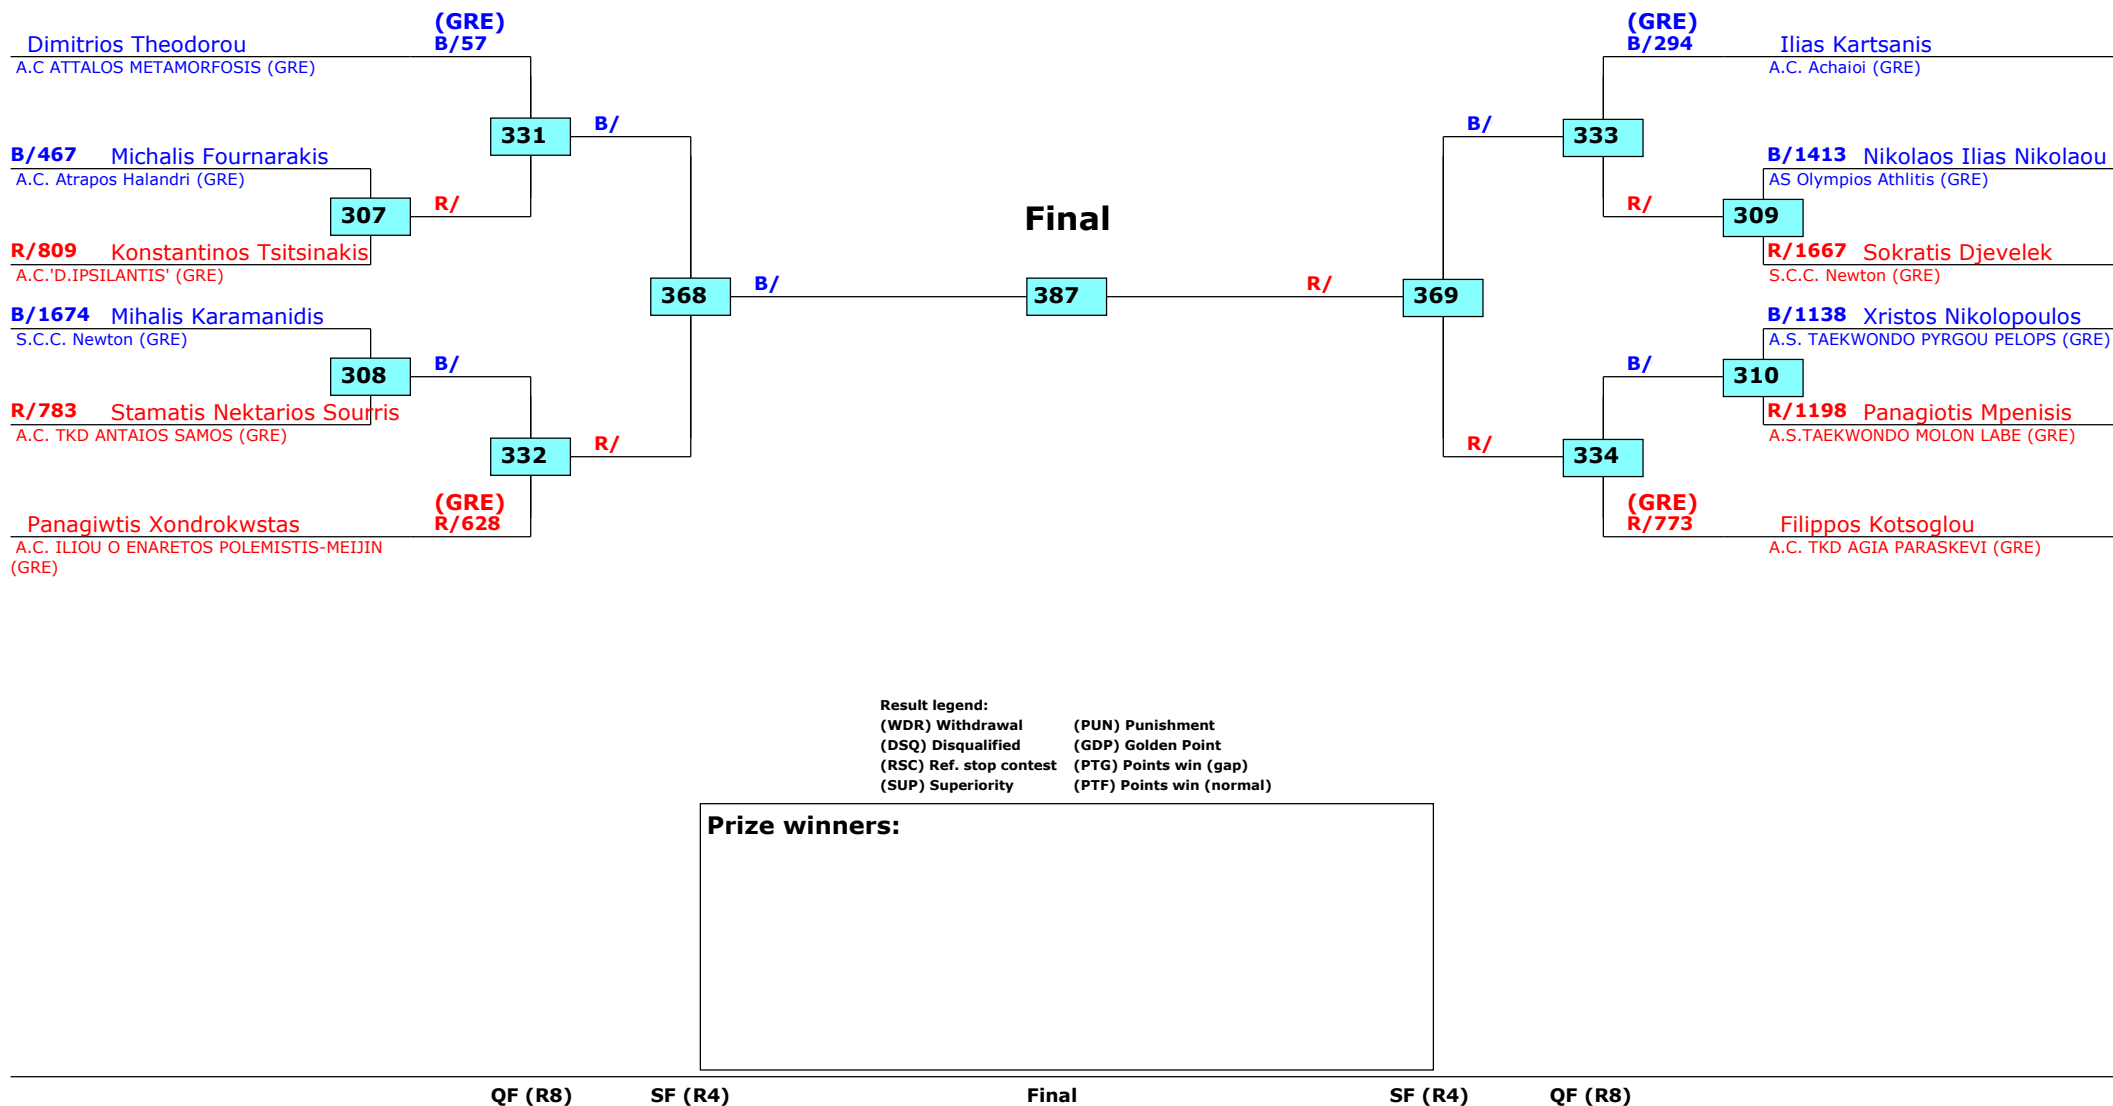 (GRE)
Dimitrios Theodorou B/57
A.C ATTALOS METAMORFOSIS (GRE)
331 B/
B/467 Michalis Fournarakis
A.C. Atrapos Halandri (GRE)
307 R/
R/809 Konstantinos Tsitsinakis
A.C.'D.IPSILANTIS' (GRE)
368 B/
B/1674 Mihalis Karamanidis
S.C.C. Newton (GRE)
308 B/
R/783 Stamatis Nektarios Sourris
A.C. TKD ANTAIOS SAMOS (GRE)
332 R/
(GRE)
Panagiwtis Xondrokwstas R/628
A.C. ILIOU O ENARETOS POLEMISTIS-MEIJIN
(GRE)
Final
387
(GRE)
B/294 Ilias Kartsanis
A.C. Achaioi (GRE)
B/ 333
B/1413 Nikolaos Ilias Nikolaou
AS Olympios Athlitis (GRE)
R/ 309
R/1667 Sokratis Djevelek
S.C.C. Newton (GRE)
R/ 369
B/1138 Xristos Nikolopoulos
A.S. TAEKWONDO PYRGOU PELOPS (GRE)
B/ 310
R/1198 Panagiotis Mpenisis
A.S.TAEKWONDO MOLON LABE (GRE)
R/ 334
(GRE)
R/773 Filippos Kotsoglou
A.C. TKD AGIA PARASKEVI (GRE)
Result legend:
(WDR) Withdrawal (PUN) Punishment
(DSQ) Disqualified (GDP) Golden Point
(RSC) Ref. stop contest (PTG) Points win (gap)
(SUP) Superiority (PTF) Points win (normal)
Prize winners:
QF (R8) SF (R4) Final SF (R4) QF (R8)